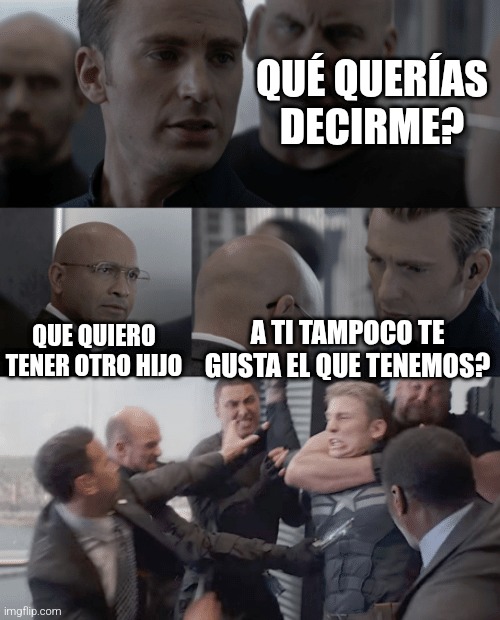 QUÉ QUERÍAS
DECIRME?
QUE QUIERO
TENER OTRO HIJO
A TI TAMPOCO TE
GUSTA EL QUE TENEMOS?
imgflip.com